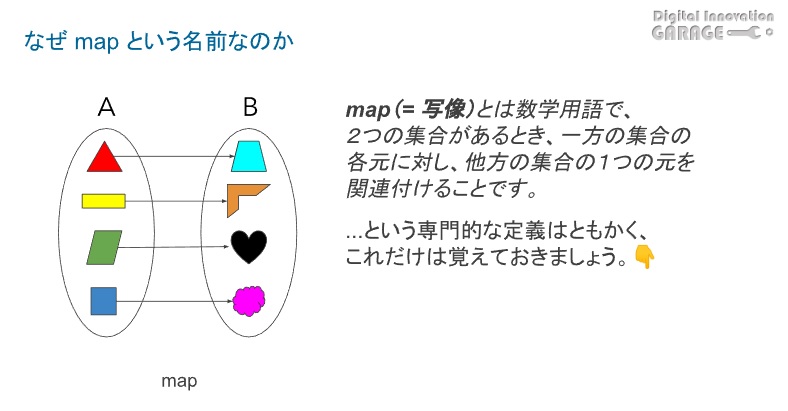 なぜ map という名前なのか
Digital Innovation
GARAGE
A
B
map（= 写像）とは数学用語で、
２つの集合があるとき、一方の集合の
各元に対し、他方の集合の１つの元を
関連付けることです。
...という専門的な定義はともかく、
これだけは覚えておきましょう。👇
map